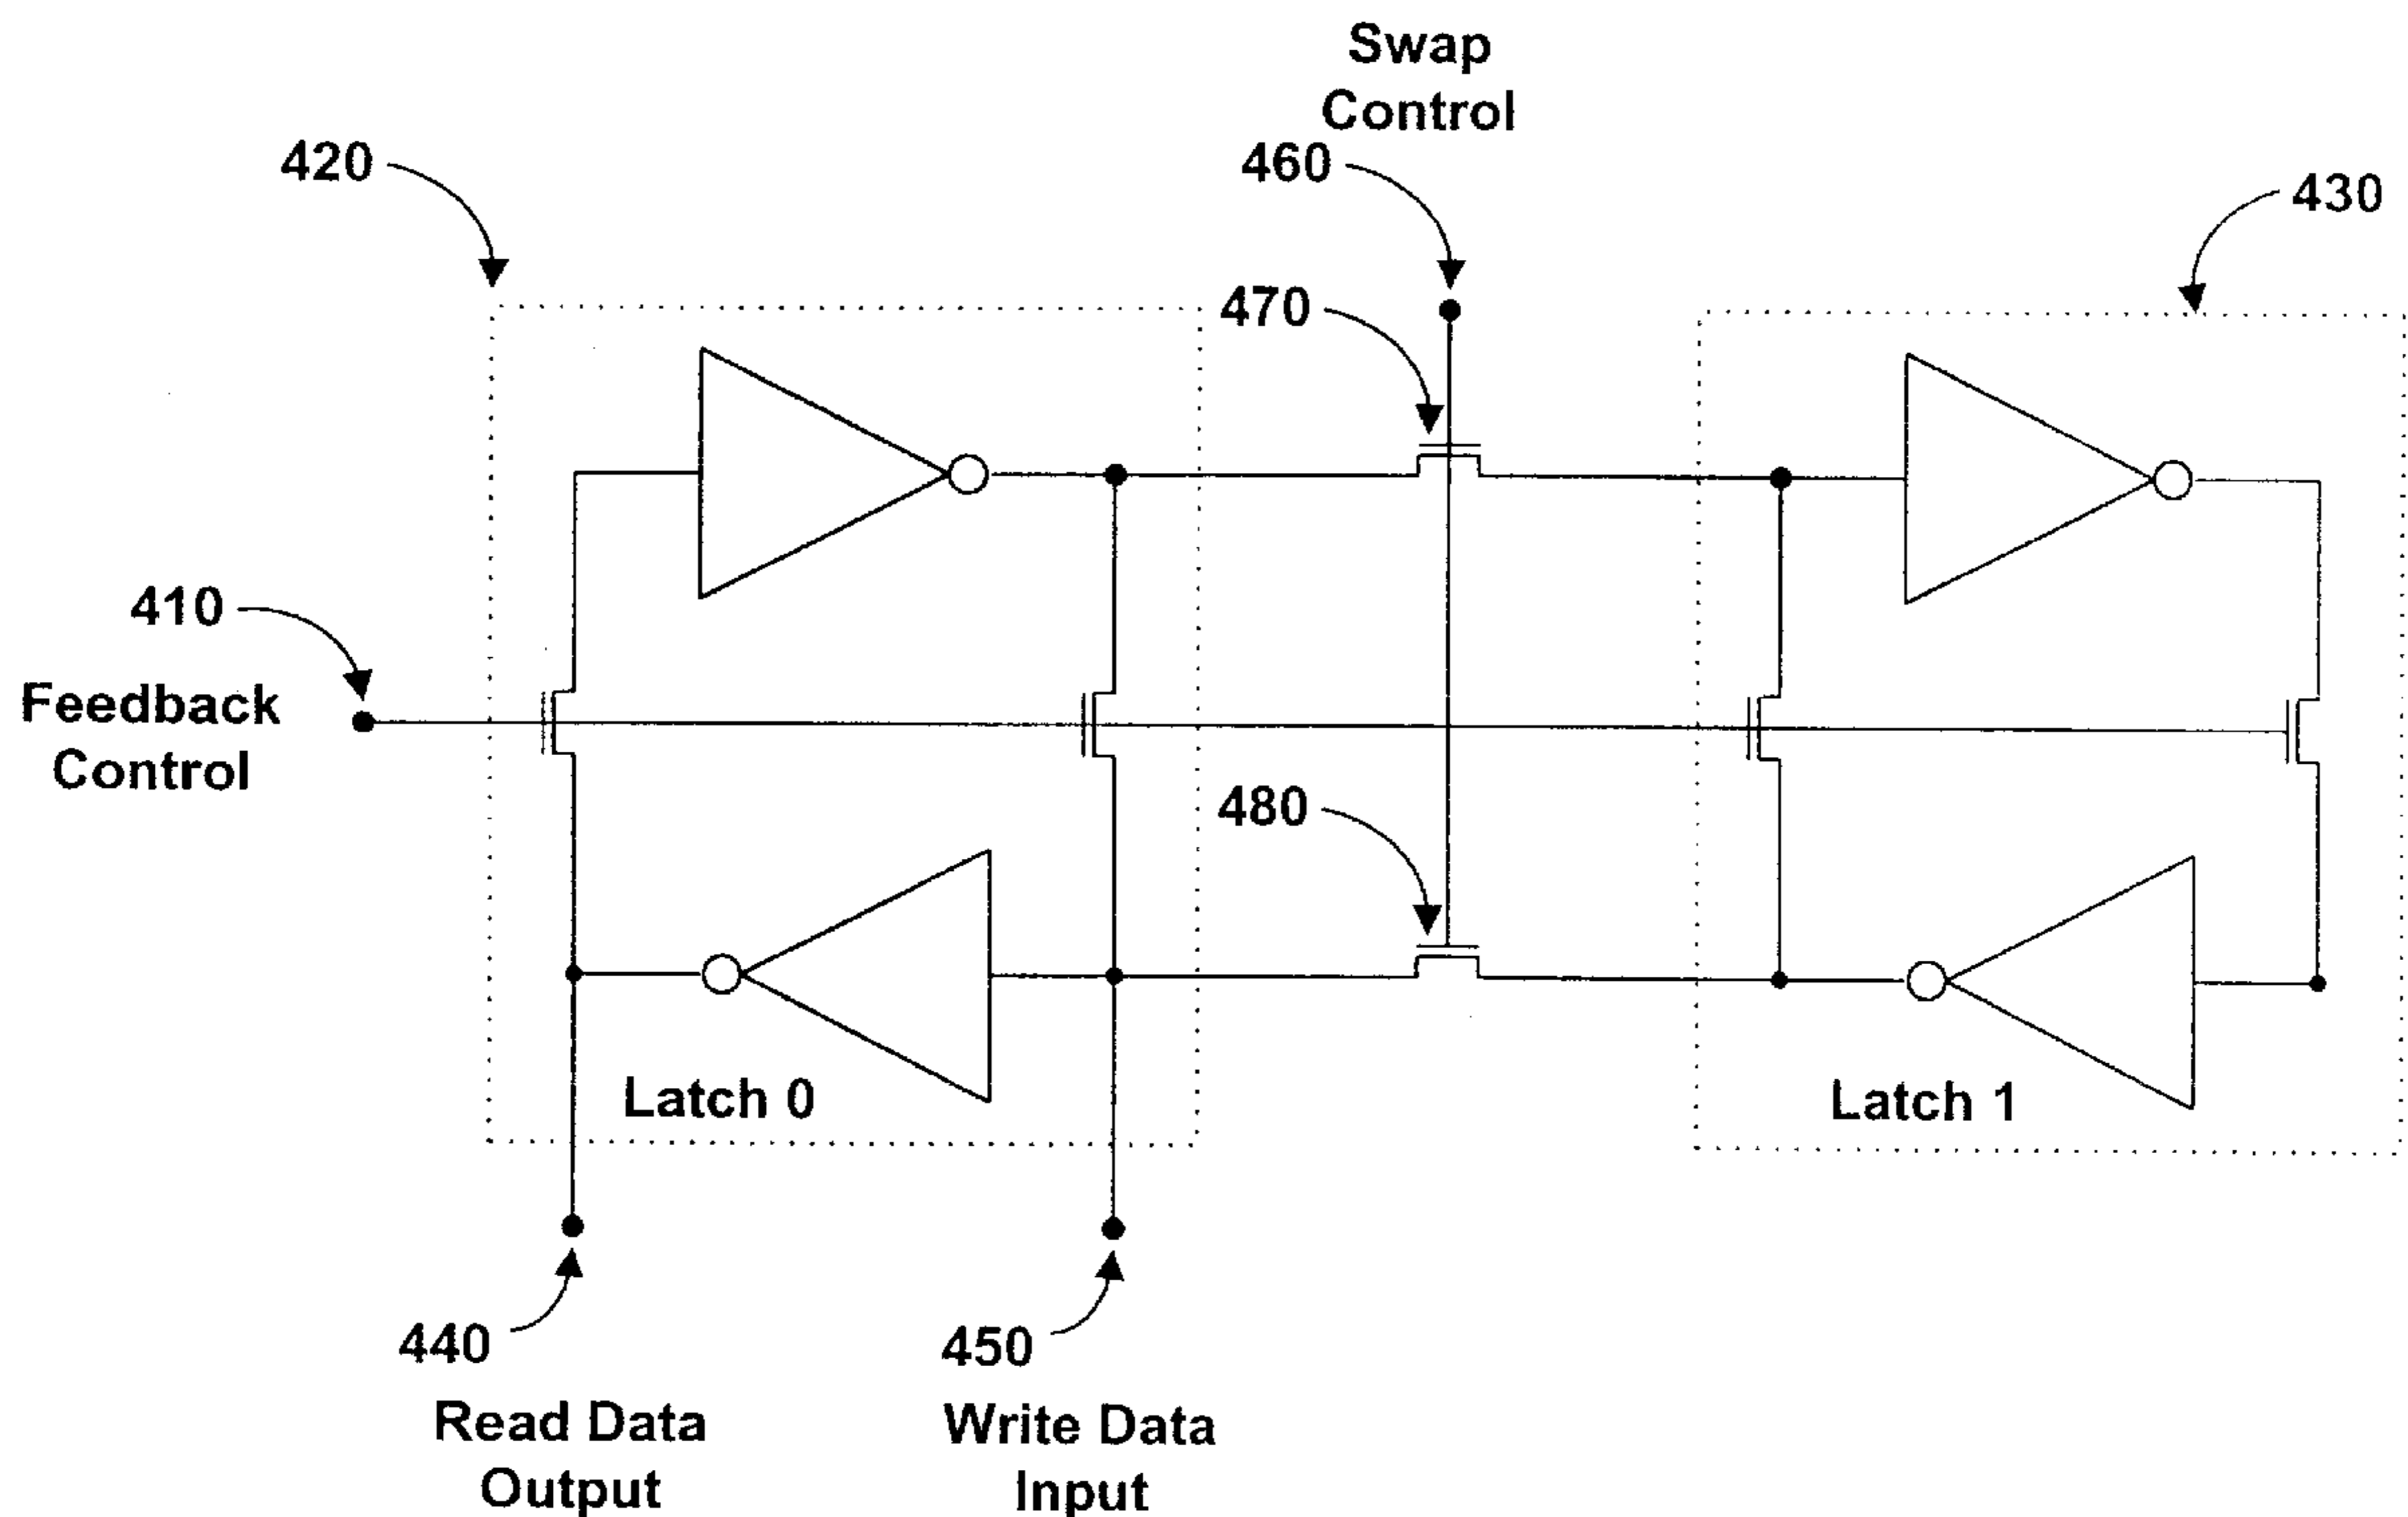 Swap
Control
460
420
430
470
410
Feedback
Control
480
Latch 0
Latch 1
440
450
Read Data
Output
Write Data
Input